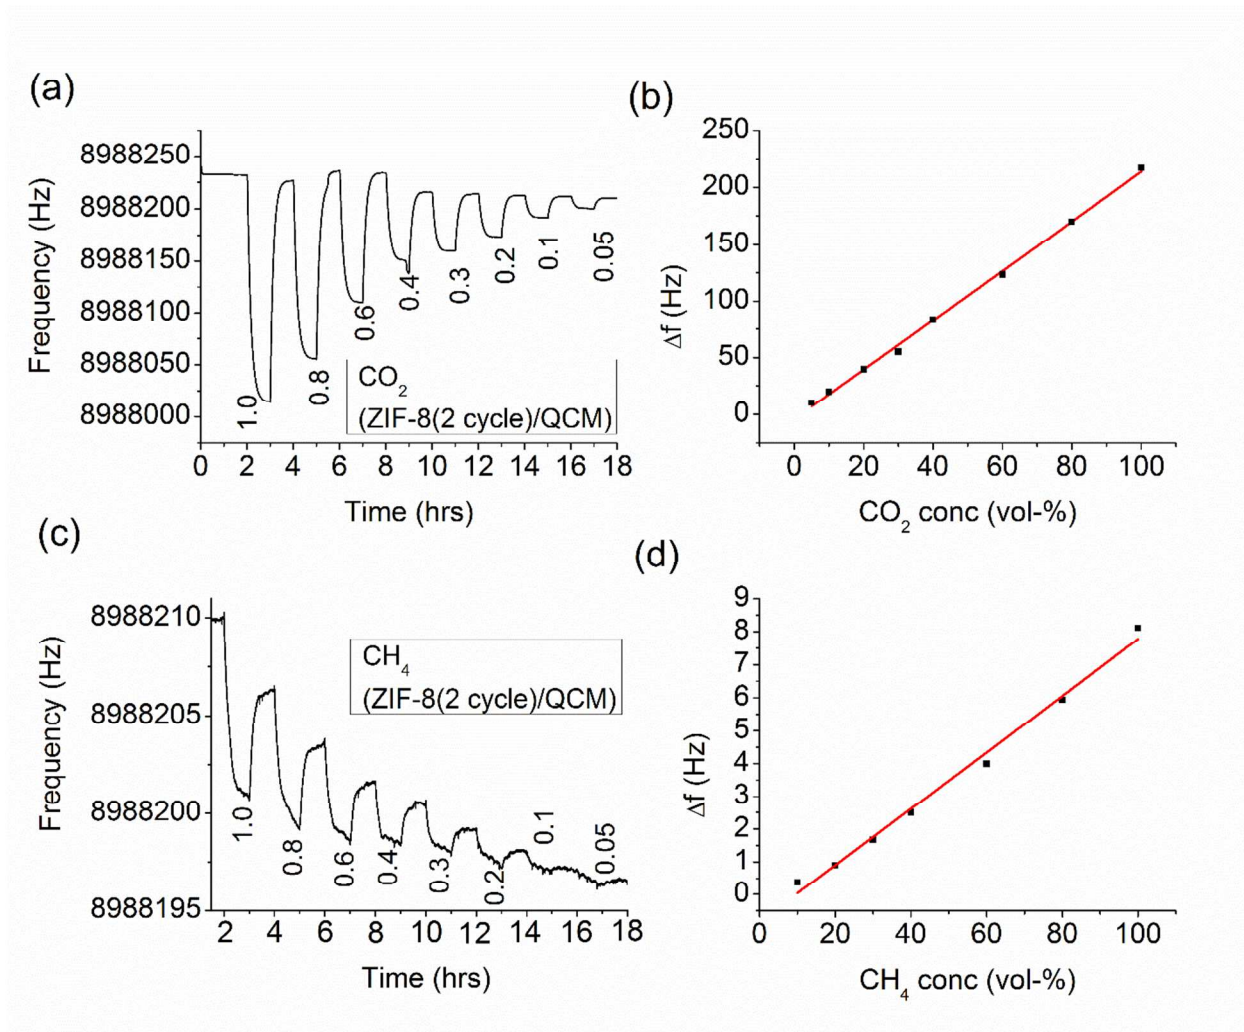 (a)
Frequency (Hz)
8988250
8988200
8988150
8988100
8988050
8988000
1.0
0.8
0.6
0.4
0.3
0.2
0.1
0.05
CO2
(ZIF-8(2 cycle)/QCM)
0 2 4 6 8 10 12 14 16 18
Time (hrs)
(b)
Δf (Hz)
250
200
150
100
50
0
0 20 40 60 80 100
CO2 conc (vol-%)
(c)
Frequency (Hz)
8988210
8988205
8988200
8988195
CH4
(ZIF-8(2 cycle)/QCM)
1.0
0.8
0.6
0.4
0.3
0.2
0.1
0.05
2 4 6 8 10 12 14 16 18
Time (hrs)
(d)
Δf (Hz)
9
8
7
6
5
4
3
2
1
0
0 20 40 60 80 100
CH4 conc (vol-%)